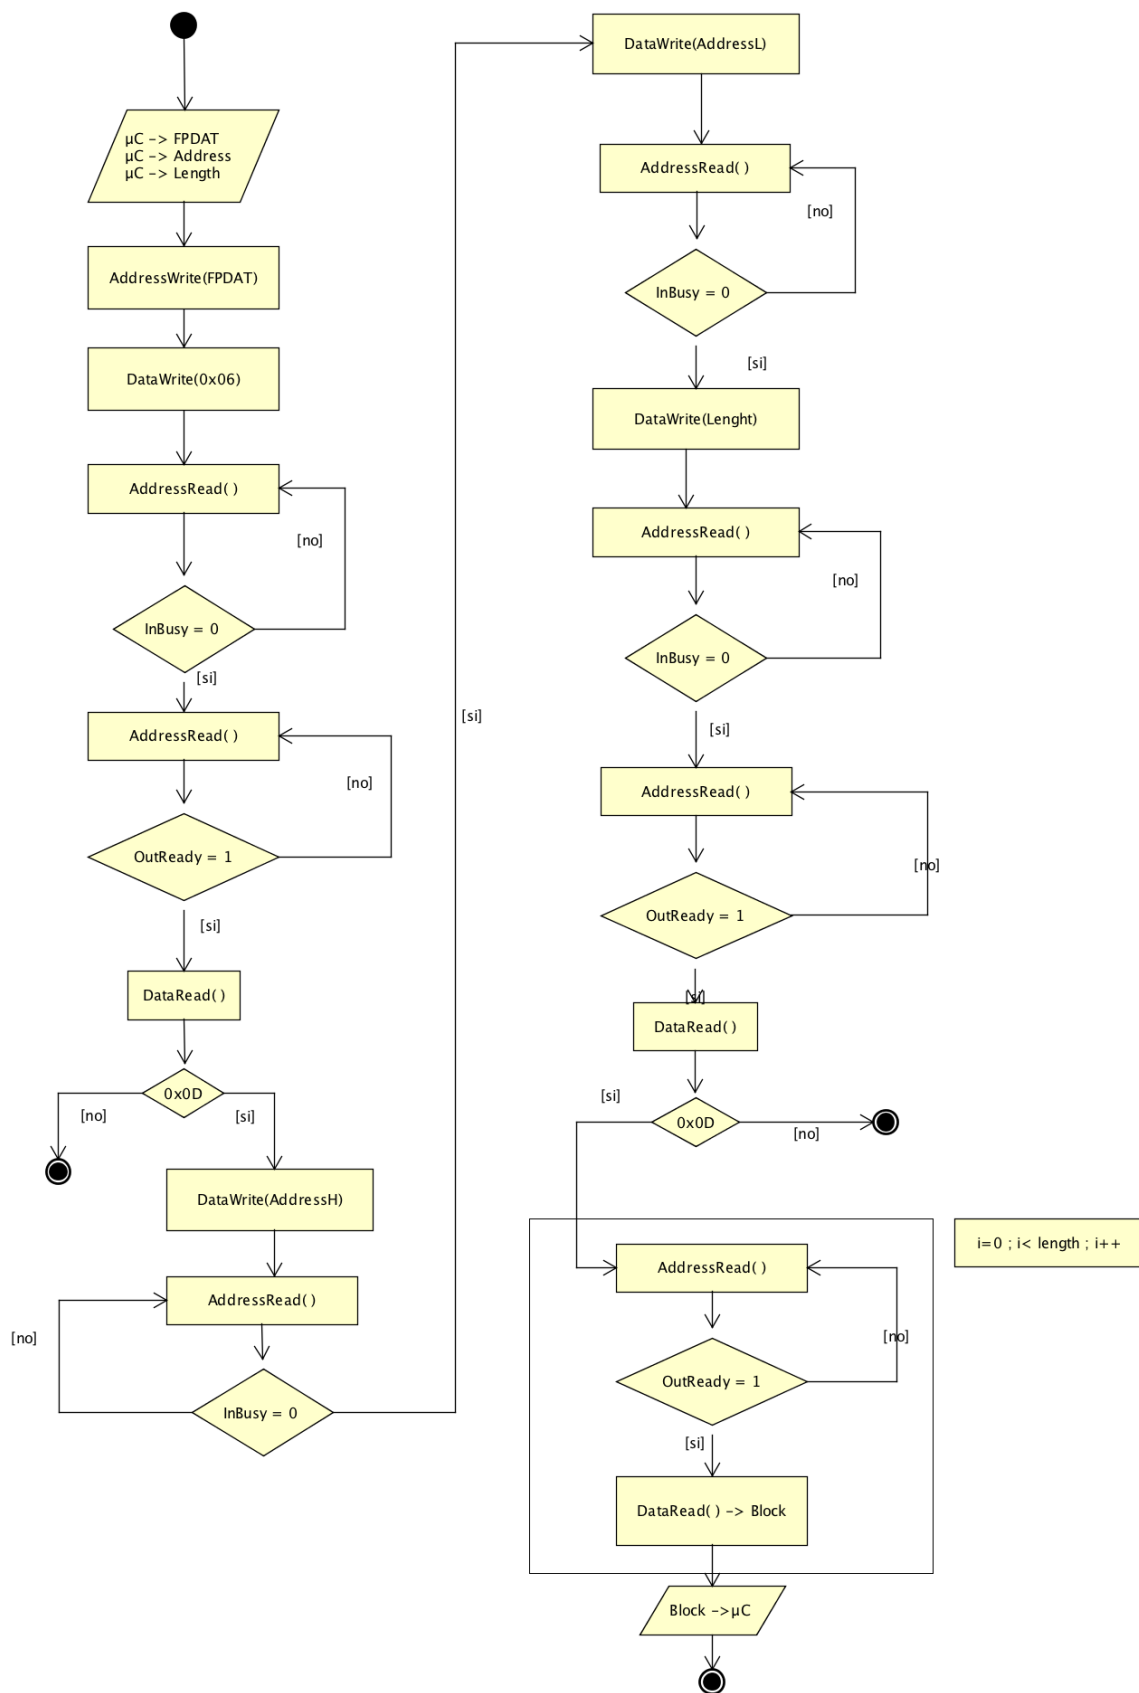 µC -> FPDAT
µC -> Address
µC -> Length
AddressWrite(FPDAT)
DataWrite(0x06)
AddressRead( )
[no]
InBusy = 0
[si]
AddressRead( )
[no]
OutReady = 1
[si]
DataRead( )
0x0D
[no]
[si]
DataWrite(AddressH)
AddressRead( )
[no]
InBusy = 0
[si]
DataWrite(AddressL)
AddressRead( )
[no]
InBusy = 0
[si]
DataWrite(Lenght)
AddressRead( )
[no]
InBusy = 0
[si]
AddressRead( )
[no]
OutReady = 1
[si]
DataRead( )
[si]
0x0D
[no]
i=0 ; i< length ; i++
AddressRead( )
[no]
OutReady = 1
[si]
DataRead( ) -> Block
Block ->µC